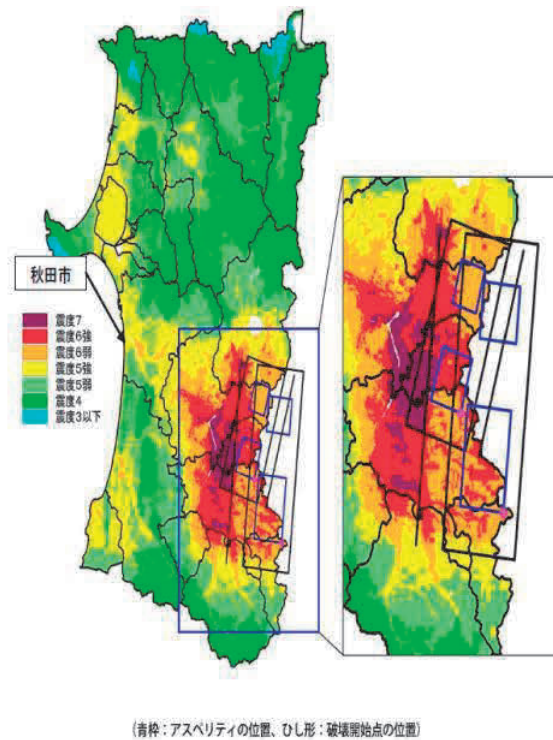 秋田市
震度7
震度6強
震度6弱
震度5強
震度5弱
震度4
震度3以下
(青枠：アスペリティの位置、ひし形：破壊開始点の位置)